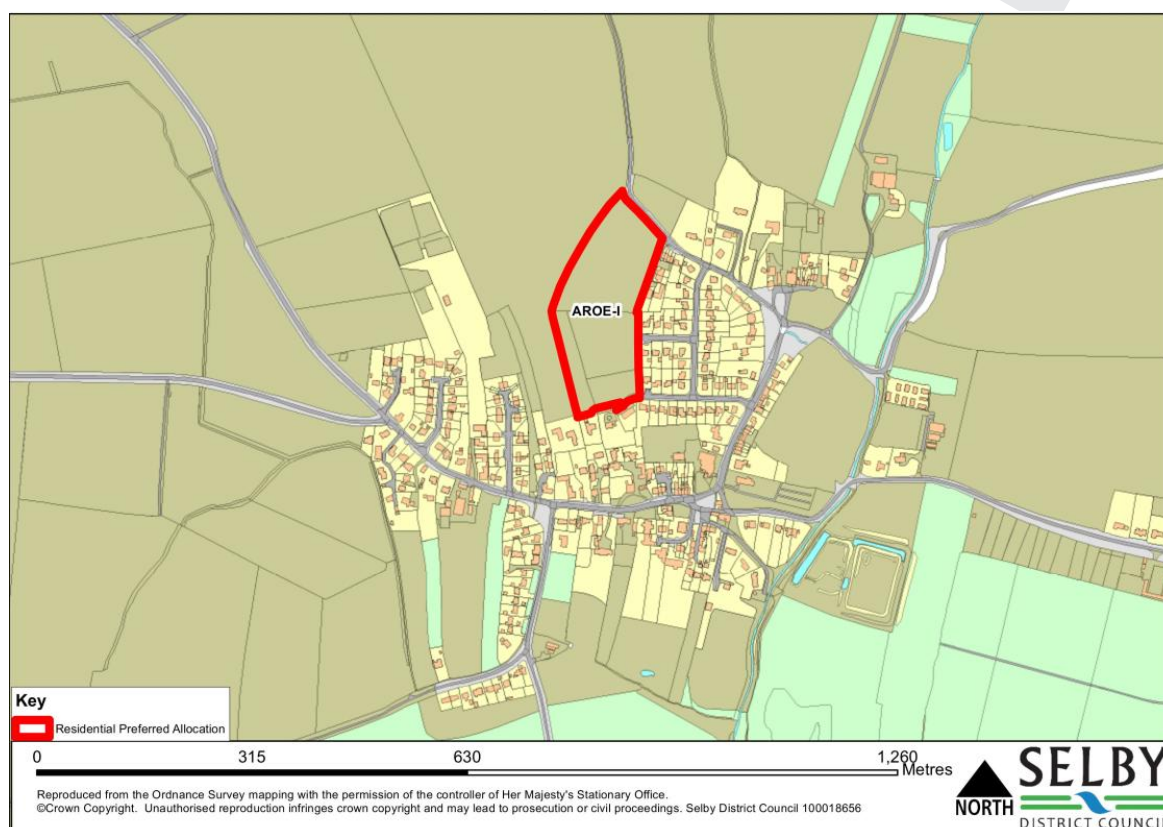 AROE-I
Key
Residential Preferred Allocation
0 315 630 1,260
Metres
Reproduced from the Ordnance Survey mapping with the permission of the controller of Her Majesty's Stationary Office.
©Crown Copyright. Unauthorised reproduction infringes crown copyright and may lead to prosecution or civil proceedings. Selby District Council 100018656
NORTH
SELBY
DISTRICT COUNCIL